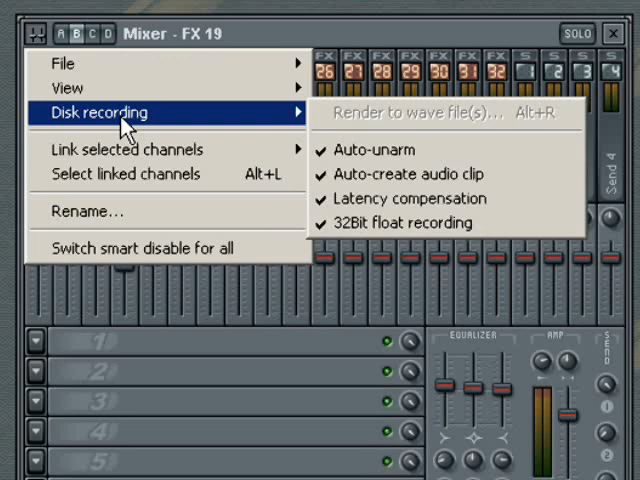 A B C D Mixer - FX 19 SOLO X
File
View
Disk recording
Link selected channels
Select linked channels Alt+L
Rename...
Switch smart disable for all
Render to wave file(s)... Alt+R
Auto-unarm
Auto-create audio clip
Latency compensation
32Bit float recording
FX FX FX FX FX FX FX S S S S
26 27 28 29 30 31 32 1 2 3 4
Send 4
1
2
3
4
5
EQUALIZER
AMP
SEND
1
2